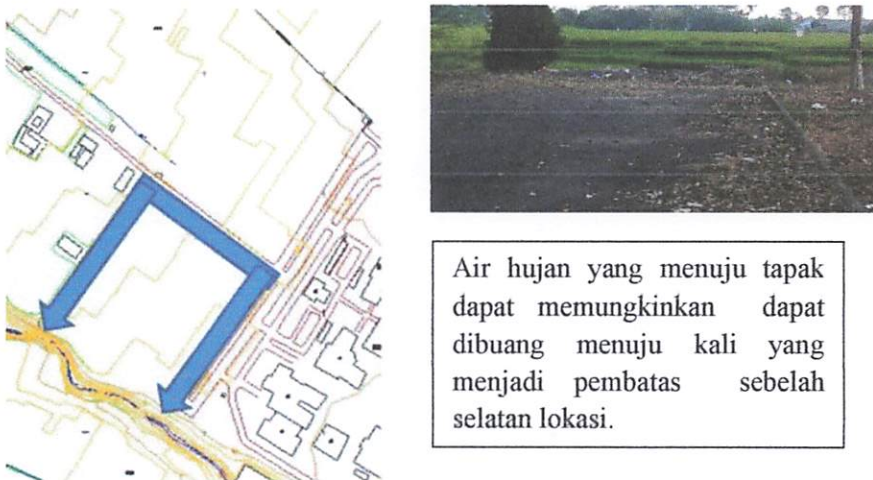 Air hujan yang menuju tapak
dapat memungkinkan dapat
dibuang menuju kali yang
menjadi pembatas sebelah
selatan lokasi.